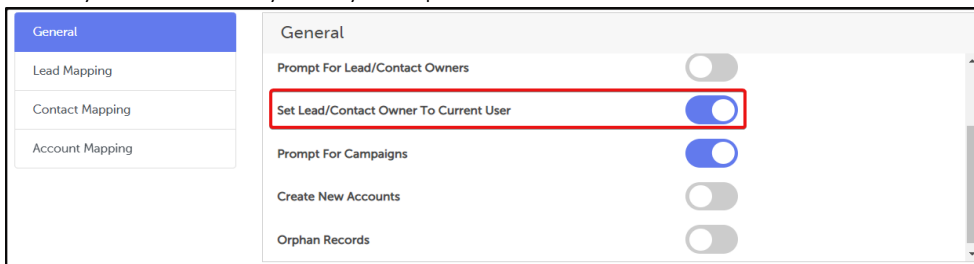 General
Lead Mapping
Contact Mapping
Account Mapping
General
Prompt For Lead/Contact Owners
Set Lead/Contact Owner To Current User
Prompt For Campaigns
Create New Accounts
Orphan Records